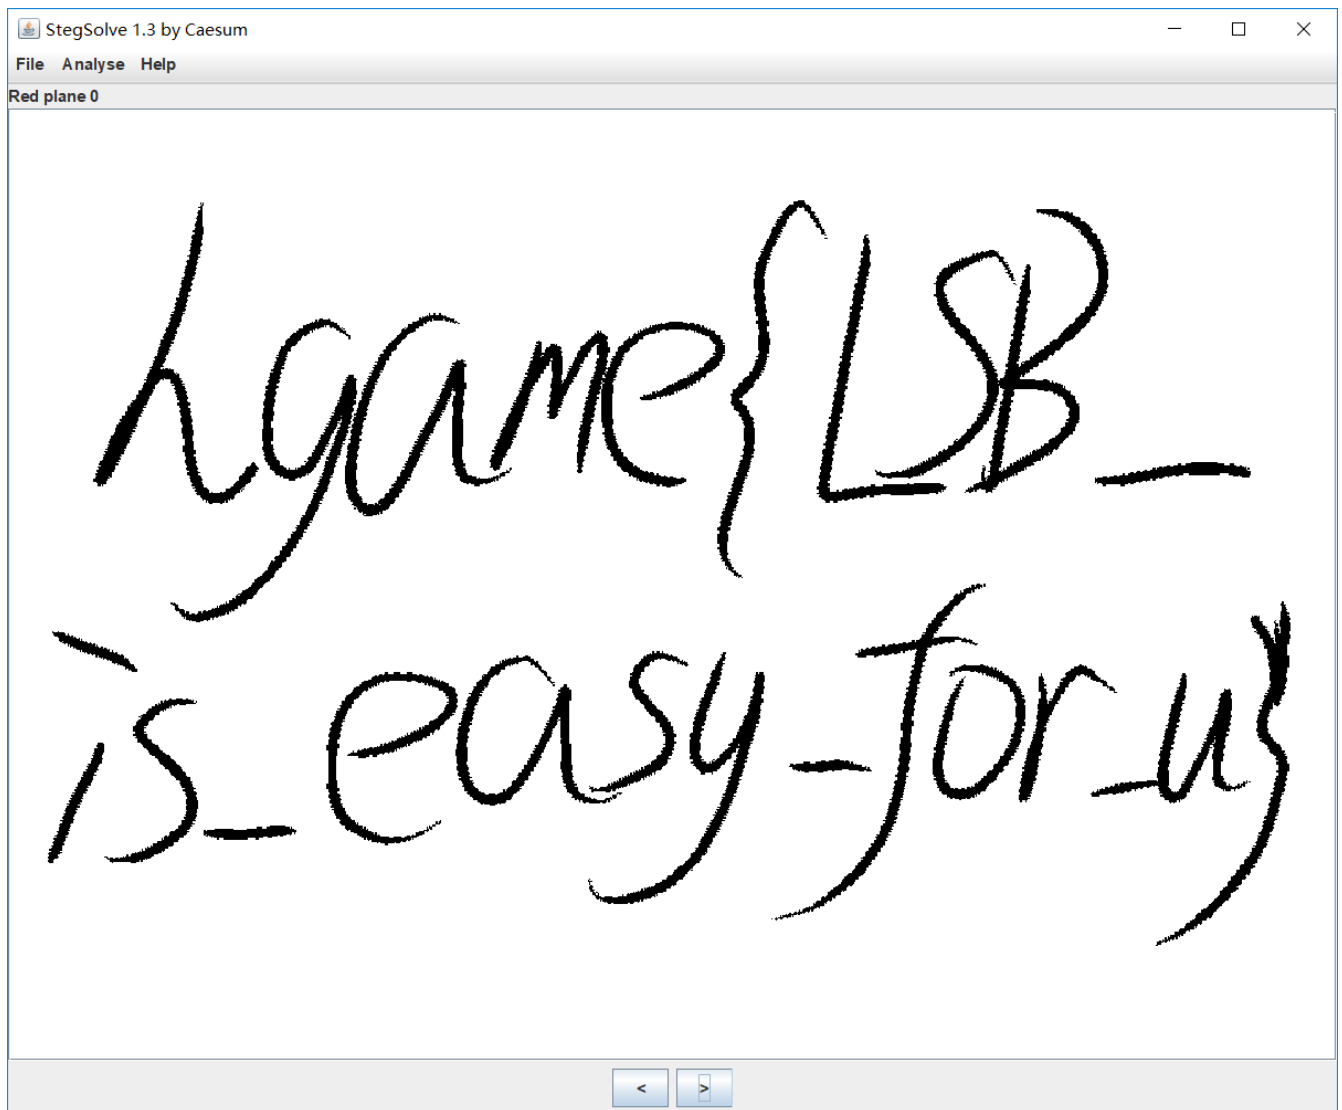 StegSolve 1.3 by Caesum
File Analyse Help
Red plane 0
hgame{LSB_
is_easy_for_u}
< >